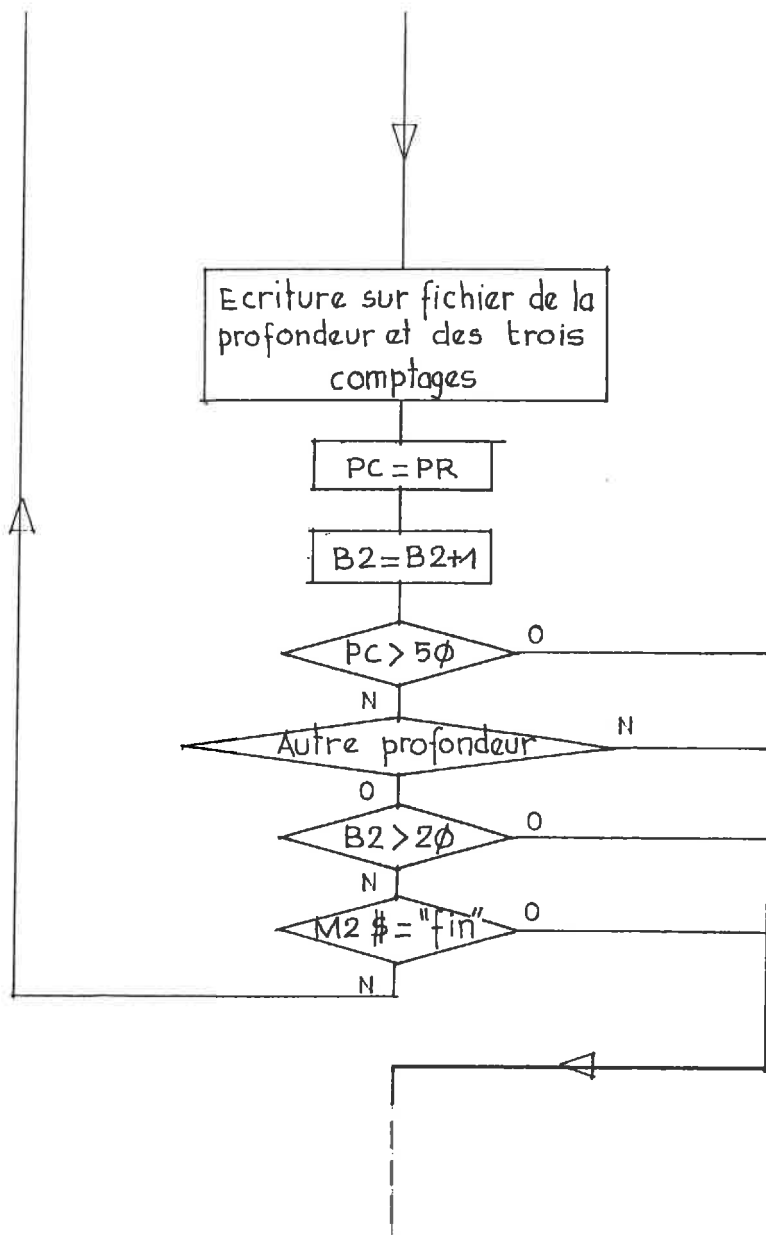 Ecriture sur fichier de la
profondeur et des trois
comptages
PC = PR
B2 = B2+1
PC > 5Ø
O
N
Autre profondeur
N
O
B2 > 2Ø
O
N
M2 $ = "fin"
O
N